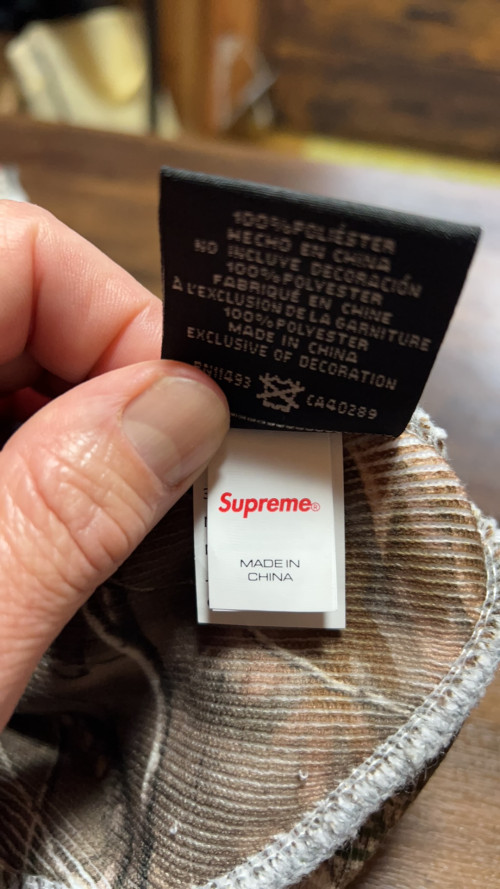 100%POLIÉSTER
HECHO EN CHINA
NO INCLUYE DECORACIÓN
100%POLYESTER
FABRIQUÉ EN CHINE
À L'EXCLUSION DE LA GARNITURE
100%POLYESTER
MADE IN CHINA
EXCLUSIVE OF DECORATION
RN11493 CA40289
Supreme®
MADE IN
CHINA